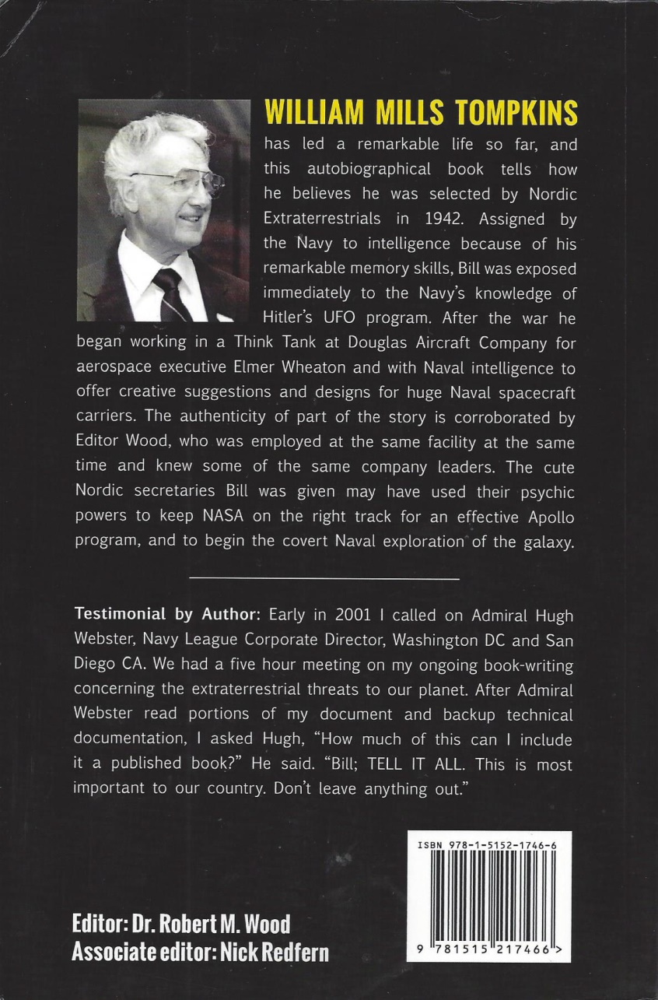 WILLIAM MILLS TOMPKINS
has led a remarkable life so far, and
this autobiographical book tells how
he believes he was selected by Nordic
Extraterrestrials in 1942. Assigned by
the Navy to intelligence because of his
remarkable memory skills, Bill was exposed
immediately to the Navy's knowledge of
Hitler's UFO program. After the war he
began working in a Think Tank at Douglas Aircraft Company for
aerospace executive Elmer Wheaton and with Naval intelligence to
offer creative suggestions and designs for huge Naval spacecraft
carriers. The authenticity of part of the story is corroborated by
Editor Wood, who was employed at the same facility at the same
time and knew some of the same company leaders. The cute
Nordic secretaries Bill was given may have used their psychic
powers to keep NASA on the right track for an effective Apollo
program, and to begin the covert Naval exploration of the galaxy.
Testimonial by Author: Early in 2001 I called on Admiral Hugh
Webster, Navy League Corporate Director, Washington DC and San
Diego CA. We had a five hour meeting on my ongoing book-writing
concerning the extraterrestrial threats to our planet. After Admiral
Webster read portions of my document and backup technical
documentation, I asked Hugh, “How much of this can I include
it a published book?” He said. “Bill; TELL IT ALL. This is most
important to our country. Don't leave anything out.”
ISBN 978-1-5152-1746-6
9 781515 217466 >
Editor: Dr. Robert M. Wood
Associate editor: Nick Redfern